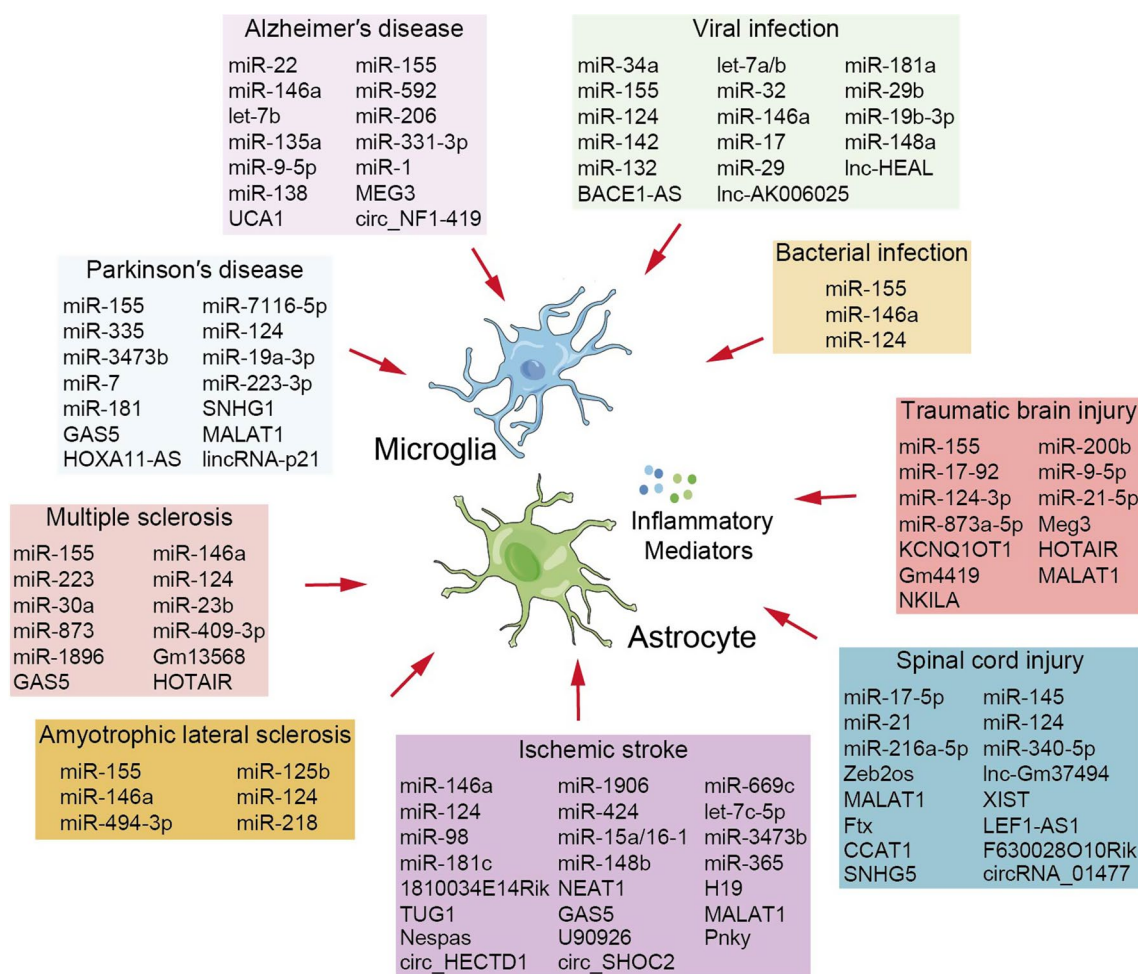 Alzheimer's disease
miR-22 miR-155
miR-146a miR-592
let-7b miR-206
miR-135a miR-331-3p
miR-9-5p miR-1
miR-138 MEG3
UCA1 circ_NF1-419
Viral infection
miR-34a let-7a/b miR-181a
miR-155 miR-32 miR-29b
miR-124 miR-146a miR-19b-3p
miR-142 miR-17 miR-148a
miR-132 miR-29 lnc-HEAL
BACE1-AS lnc-AK006025
Bacterial infection
miR-155
miR-146a
miR-124
Parkinson's disease
miR-155 miR-7116-5p
miR-335 miR-124
miR-3473b miR-19a-3p
miR-7 miR-223-3p
miR-181 SNHG1
GAS5 MALAT1
HOXA11-AS lincRNA-p21
Microglia
Traumatic brain injury
miR-155 miR-200b
miR-17-92 miR-9-5p
miR-124-3p miR-21-5p
miR-873a-5p Meg3
KCNQ1OT1 HOTAIR
Gm4419 MALAT1
NKILA
Inflammatory
Mediators
Multiple sclerosis
miR-155 miR-146a
miR-223 miR-124
miR-30a miR-23b
miR-873 miR-409-3p
miR-1896 Gm13568
GAS5 HOTAIR
Astrocyte
Spinal cord injury
miR-17-5p miR-145
miR-21 miR-124
miR-216a-5p miR-340-5p
Zeb2os lnc-Gm37494
MALAT1 XIST
Ftx LEF1-AS1
CCAT1 F630028O10Rik
SNHG5 circRNA_01477
Amyotrophic lateral sclerosis
miR-155 miR-125b
miR-146a miR-124
miR-494-3p miR-218
Ischemic stroke
miR-146a miR-1906 miR-669c
miR-124 miR-424 let-7c-5p
miR-98 miR-15a/16-1 miR-3473b
miR-181c miR-148b miR-365
1810034E14Rik NEAT1 H19
TUG1 GAS5 MALAT1
Nespas U90926 Pnky
circ_HECTD1 circ_SHOC2